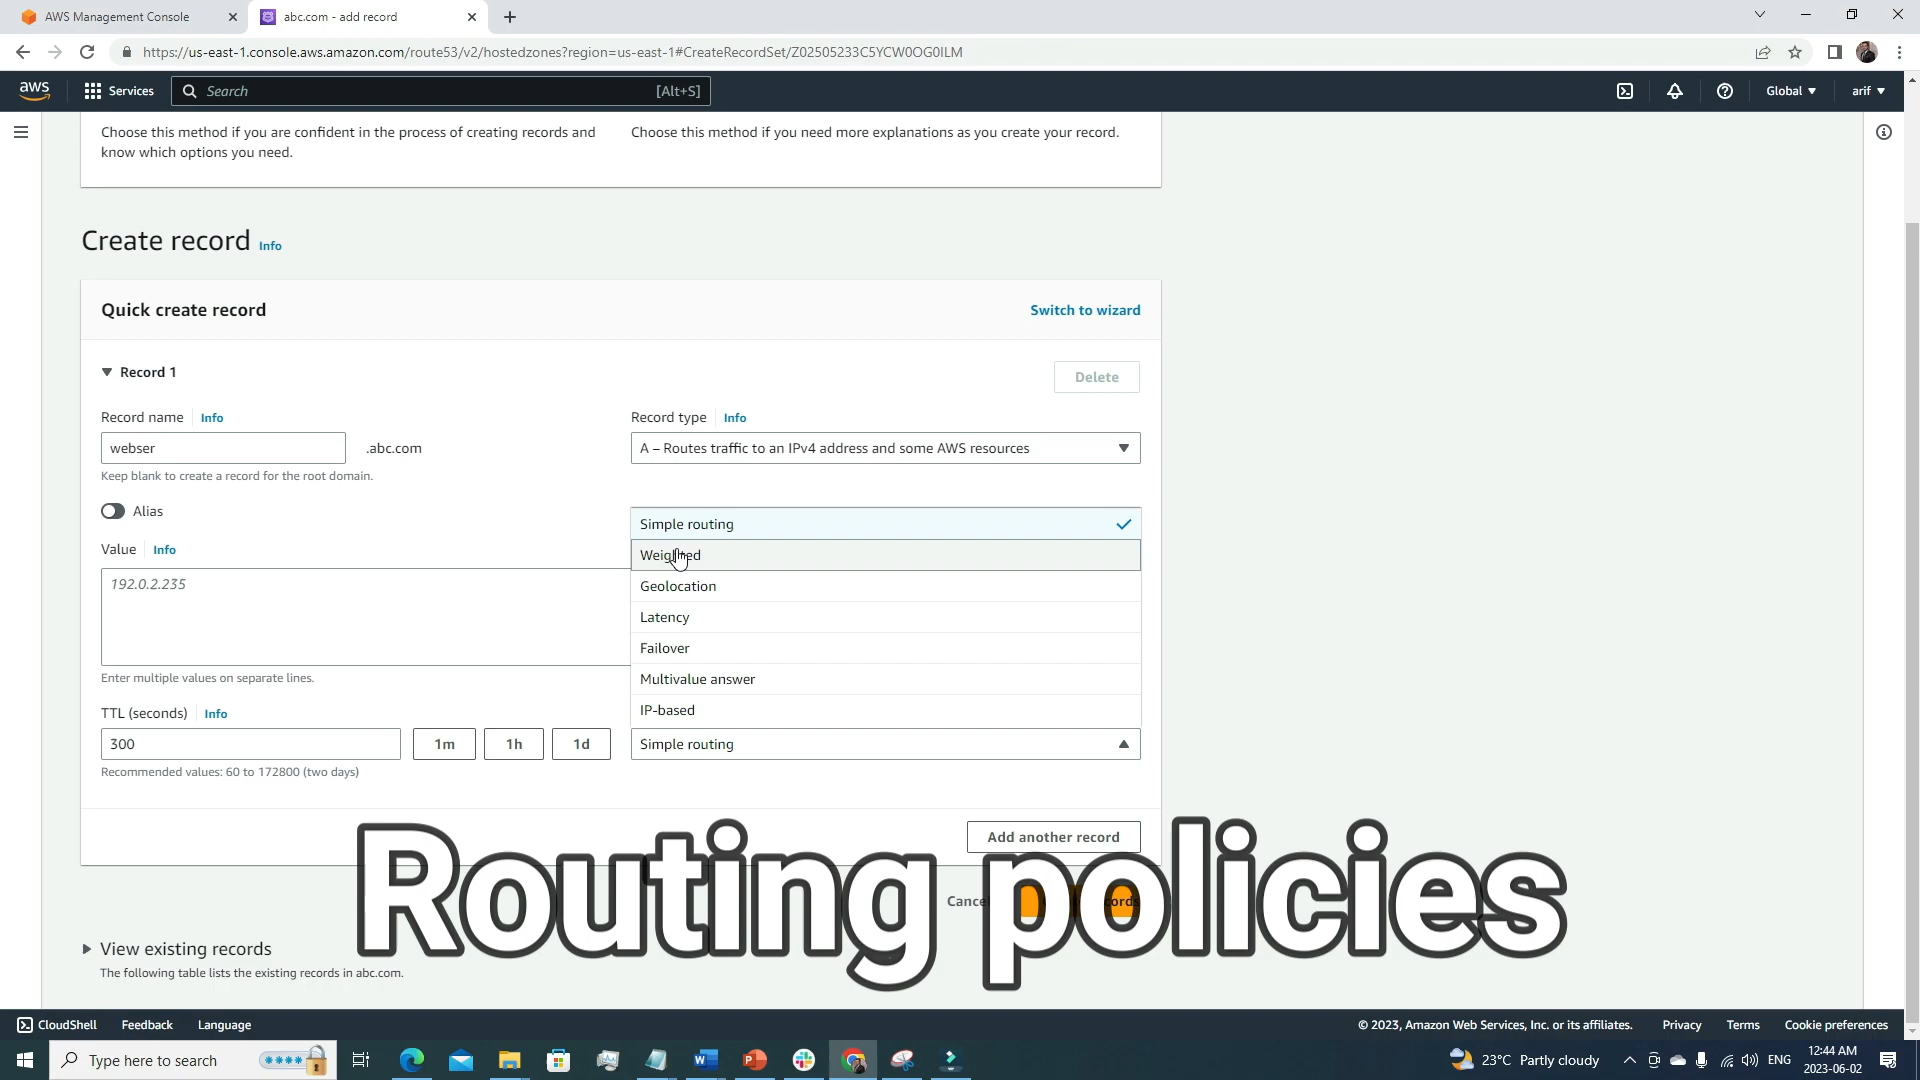 AWS Management Console
abc.com - add record
https://us-east-1.console.aws.amazon.com/route53/v2/hostedzones?region=us-east-1#CreateRecordSet/Z02505233C5YCW0OG0ILM
aws Services Search [Alt+S] Global arif
Choose this method if you are confident in the process of creating records and
know which options you need.
Choose this method if you need more explanations as you create your record.
Create record Info
Quick create record Switch to wizard
Record 1 Delete
Record name Info Record type Info
webser .abc.com A – Routes traffic to an IPv4 address and some AWS resources
Keep blank to create a record for the root domain.
Alias
Simple routing
Value Info
Weighted
192.0.2.235
Geolocation
Latency
Failover
Enter multiple values on separate lines.
Multivalue answer
IP-based
TTL (seconds) Info
300 1m 1h 1d Simple routing
Recommended values: 60 to 172800 (two days)
Add another record
Routing policies
View existing records
The following table lists the existing records in abc.com.
CloudShell Feedback Language © 2023, Amazon Web Services, Inc. or its affiliates. Privacy Terms Cookie preferences
Type here to search 23°C Partly cloudy ENG 12:44 AM
2023-06-02